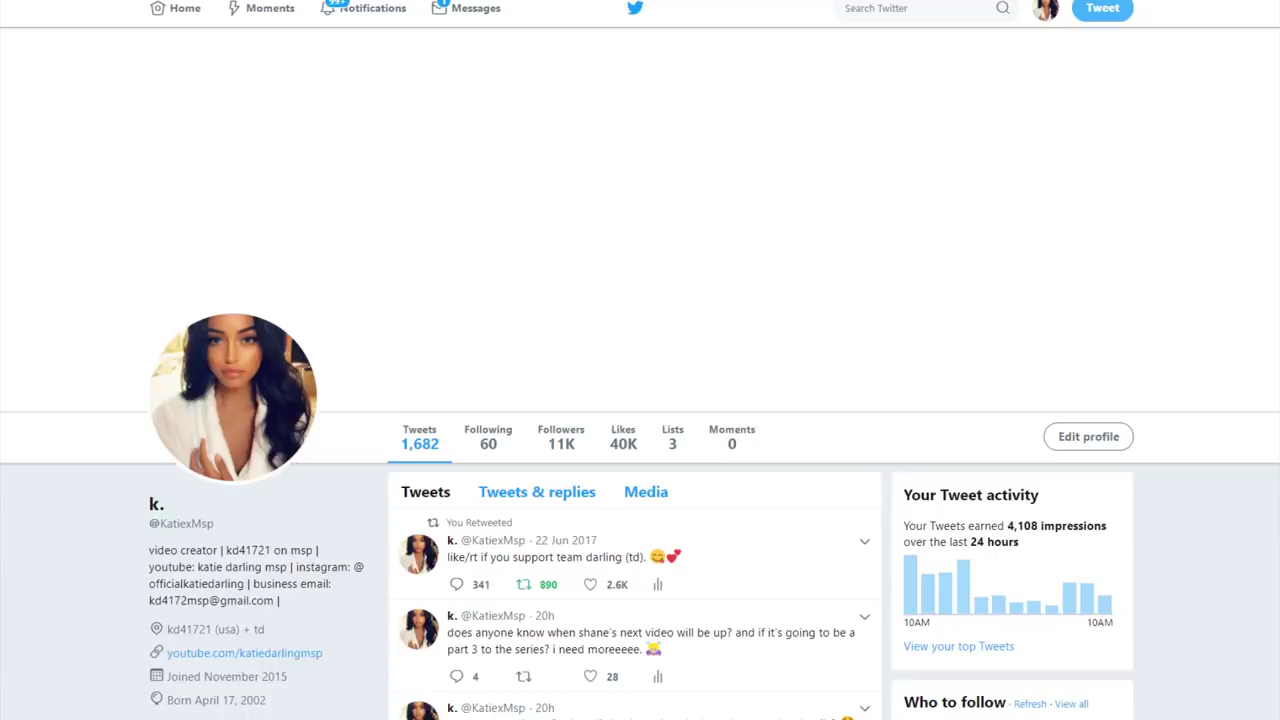 Home
Moments
99+
Notifications
1
Messages
Search Twitter
Tweet
Tweets
1,682
Following
60
Followers
11K
Likes
40K
Lists
3
Moments
0
Edit profile
k.
@KatiexMsp
video creator | kd41721 on msp |
youtube: katie darling msp | instagram: @
officialkatiedarling | business email:
kd4172msp@gmail.com |
kd41721 (usa) + td
youtube.com/katiedarlingmsp
Joined November 2015
Born April 17, 2002
Tweets
Tweets & replies
Media
You Retweeted
k. @KatiexMsp · 22 Jun 2017
like/rt if you support team darling (td). 😋💕
341
890
2.6K
k. @KatiexMsp · 20h
does anyone know when shane's next video will be up? and if it's going to be a
part 3 to the series? i need moreeeee.
4
28
k. @KatiexMsp · 20h
Your Tweet activity
Your Tweets earned 4,108 impressions
over the last 24 hours
10AM
10AM
View your top Tweets
Who to follow · Refresh · View all